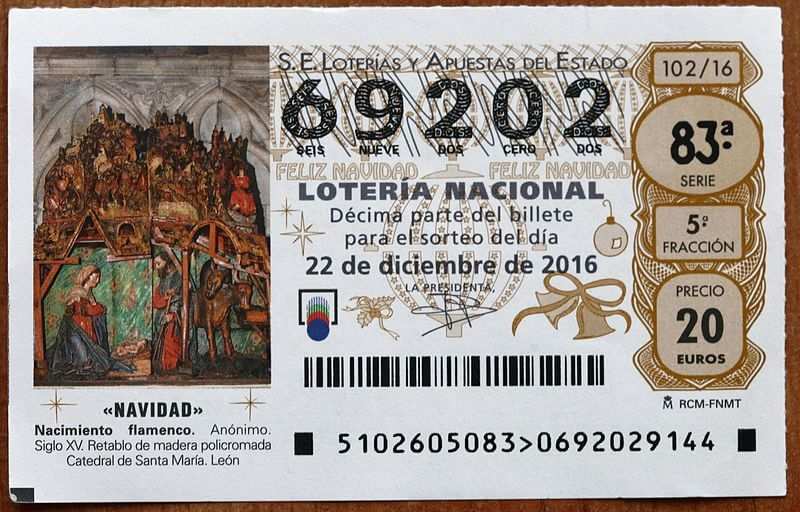 S.E. LOTERÍAS Y APUESTAS DEL ESTADO
69202
SEIS NUEVE DOS CERO DOS
FELIZ NAVIDAD FELIZ NAVIDAD
LOTERÍA NACIONAL
Décima parte del billete
para el sorteo del día
22 de diciembre de 2016
LA PRESIDENTA,
102/16
83ª
SERIE
5ª
FRACCIÓN
PRECIO
20
EUROS
M RCM-FNMT
«NAVIDAD»
Nacimiento flamenco. Anónimo.
Siglo XV. Retablo de madera policromada
Catedral de Santa María. León
5102605083>0692029144